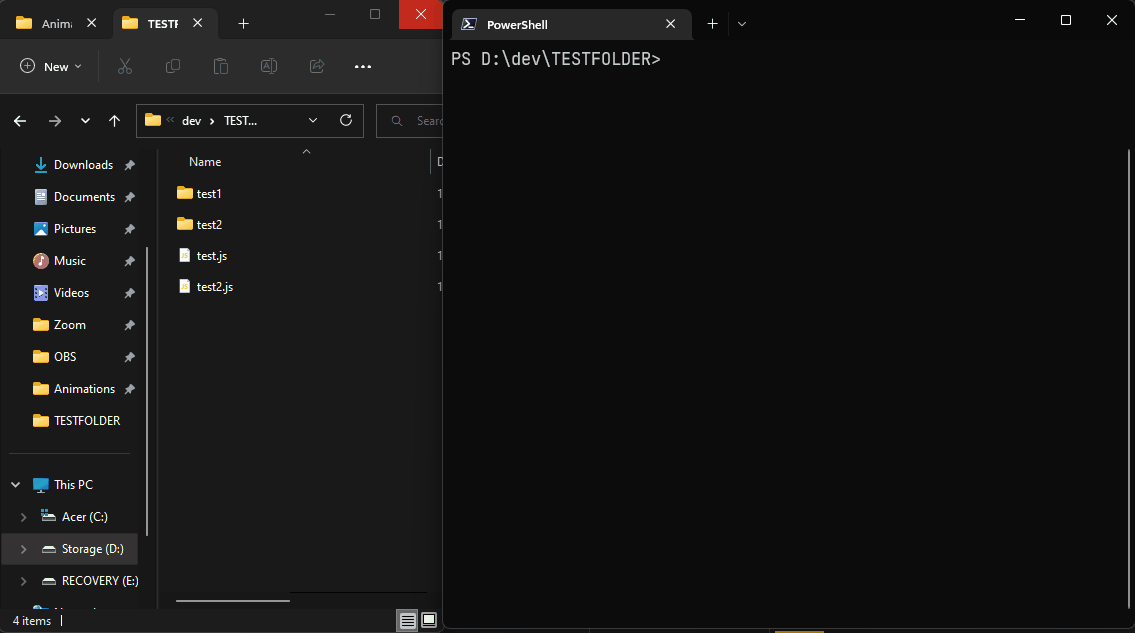 Anima
TESTF
New
dev > TEST...
Searc
Downloads
Documents
Pictures
Music
Videos
Zoom
OBS
Animations
TESTFOLDER
This PC
Acer (C:)
Storage (D:)
RECOVERY (E:)
Name
D
test1
1
test2
1
test.js
1
test2.js
1
4 items
PowerShell
PS D:\dev\TESTFOLDER>